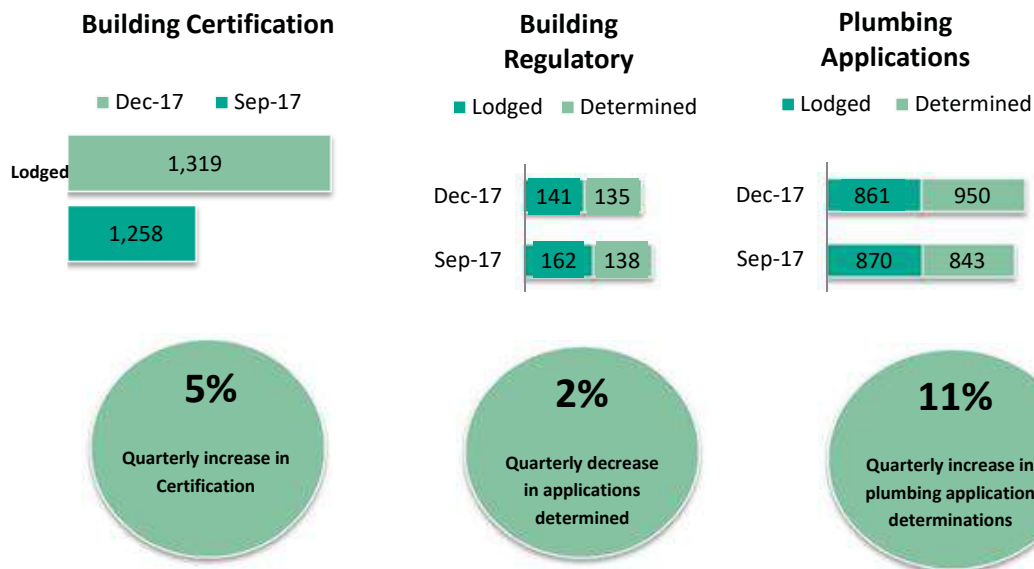 Building Certification
Dec-17 Sep-17
Lodged
1,319
1,258
Building
Regulatory
Lodged Determined
Dec-17 141 135
Sep-17 162 138
Plumbing
Applications
Lodged Determined
Dec-17 861 950
Sep-17 870 843
5%
Quarterly increase in
Certification
2%
Quarterly decrease
in applications
determined
11%
Quarterly increase in
plumbing application
determinations